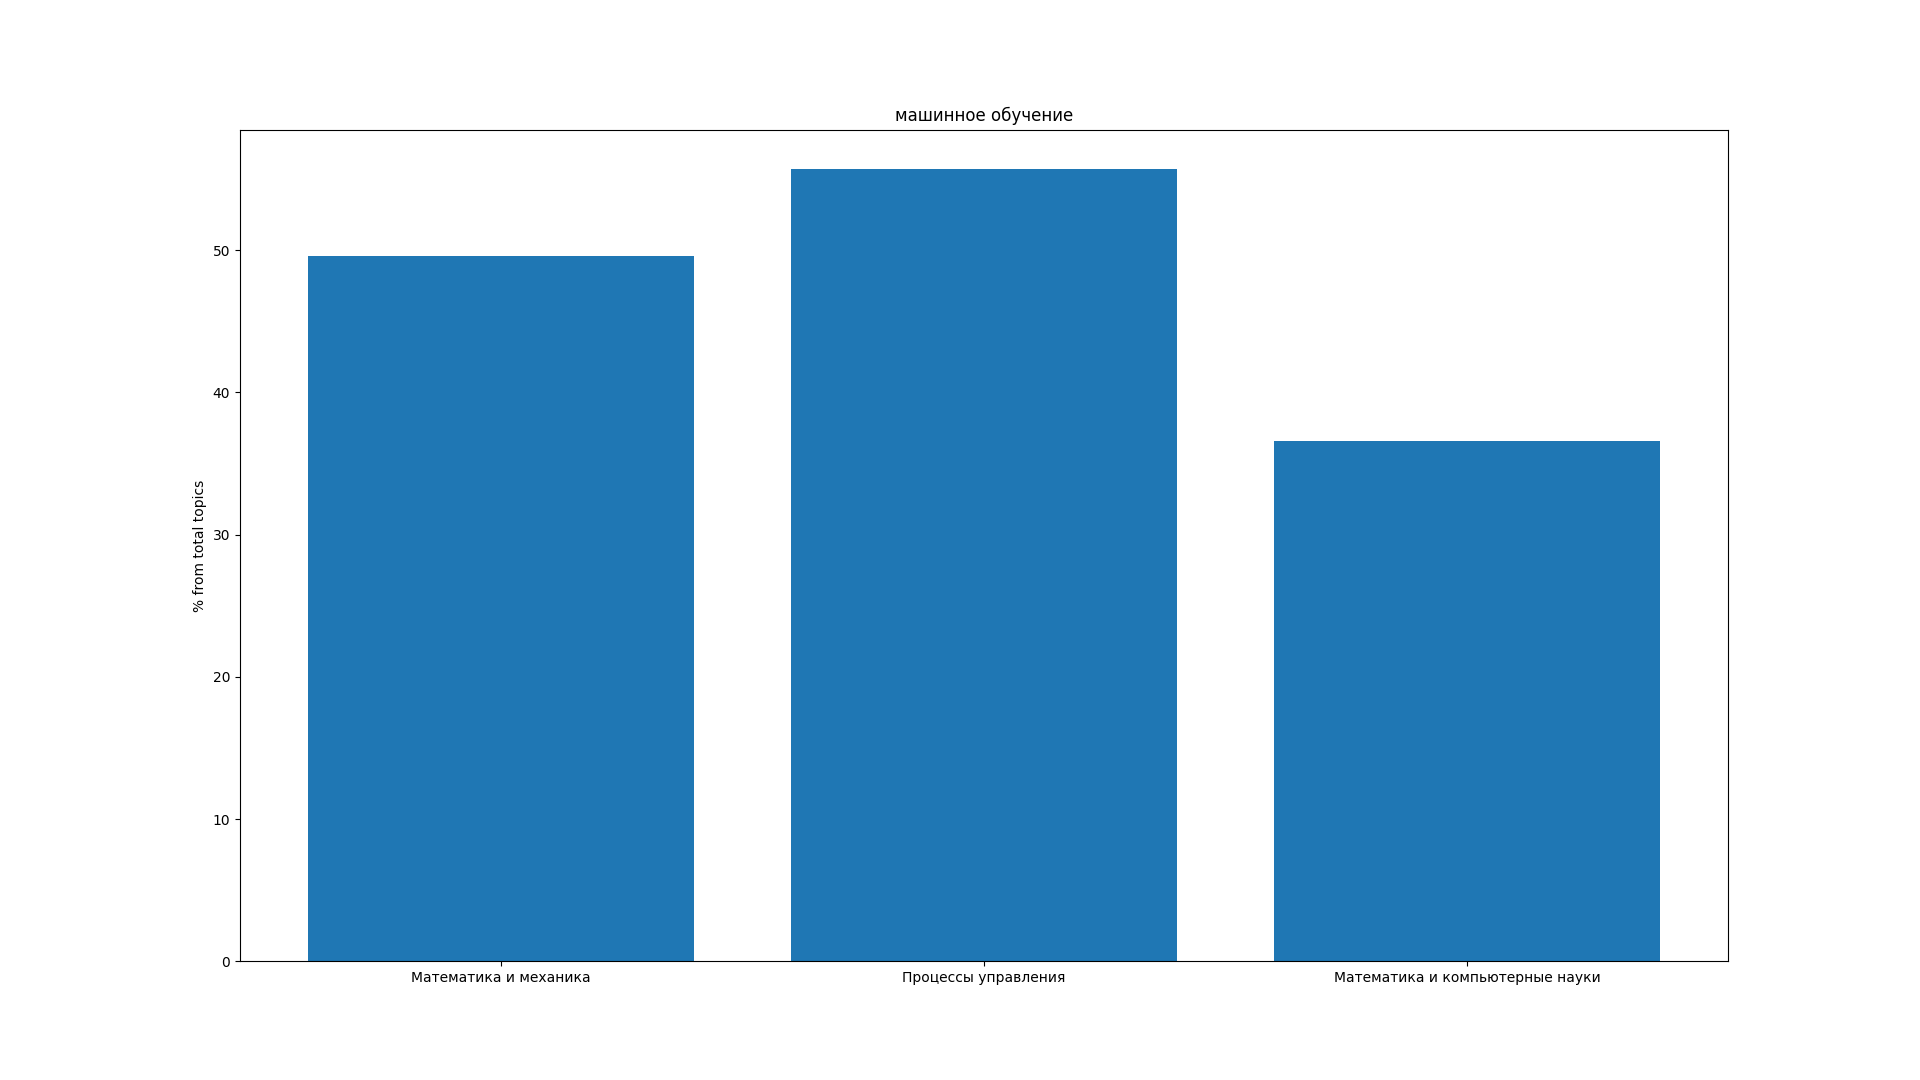 машинное обучение
% from total topics
50
40
30
20
10
0
Математика и механика
Процессы управления
Математика и компьютерные науки